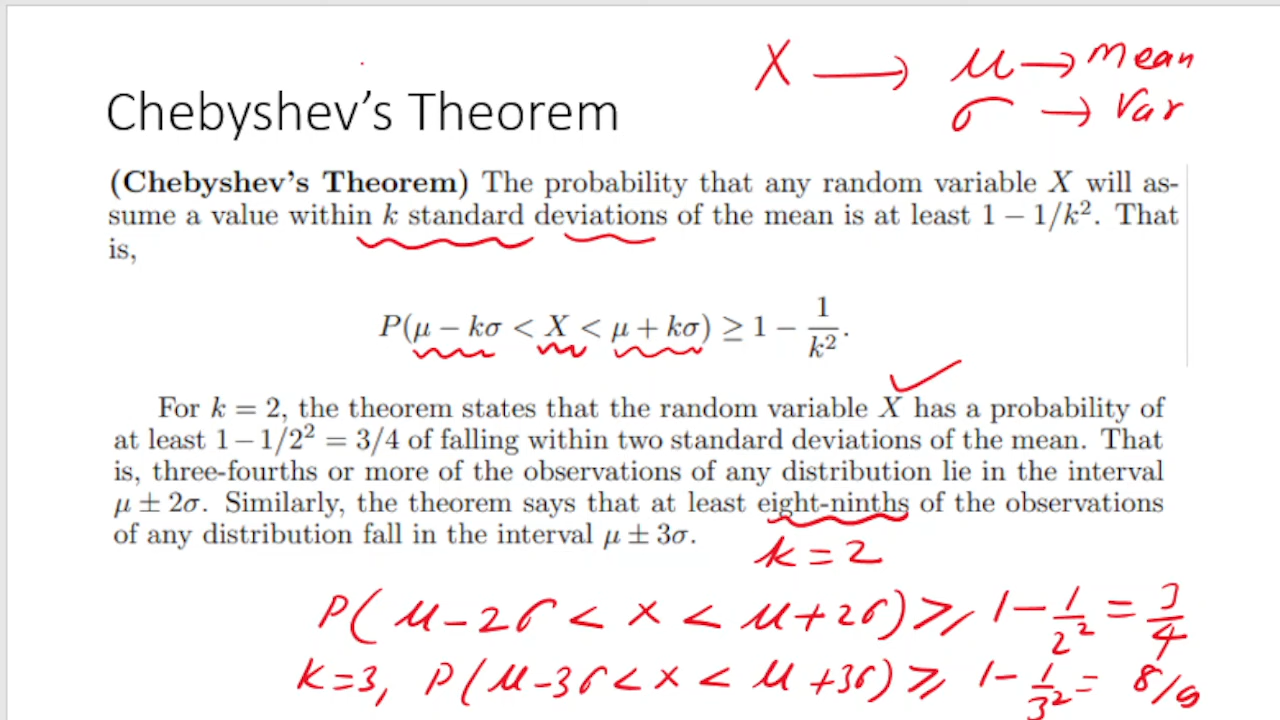 X → μ → Mean
σ → Var
Chebyshev's Theorem
(Chebyshev's Theorem) The probability that any random variable X will as-
sume a value within k standard deviations of the mean is at least 1 − 1/k². That
is,
P(μ − kσ < X < μ + kσ) ≥ 1 − 1/k².
For k = 2, the theorem states that the random variable X has a probability of
at least 1 − 1/2² = 3/4 of falling within two standard deviations of the mean. That
is, three-fourths or more of the observations of any distribution lie in the interval
μ ± 2σ. Similarly, the theorem says that at least eight-ninths of the observations
of any distribution fall in the interval μ ± 3σ.
k = 2
P(μ − 2σ < x < μ + 2σ) ≥ 1 − 1/2² = 3/4
K = 3, P(μ − 3σ < x < μ + 3σ) ≥ 1 − 1/3² = 8/9